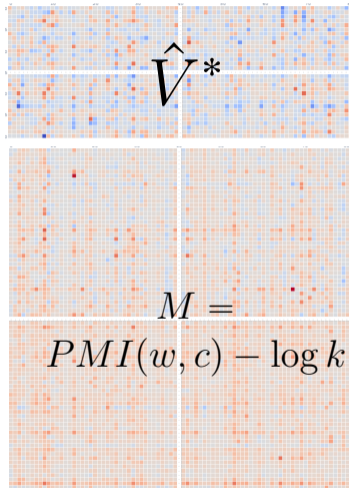 V̂*
M =
PMI(w, c) − log k